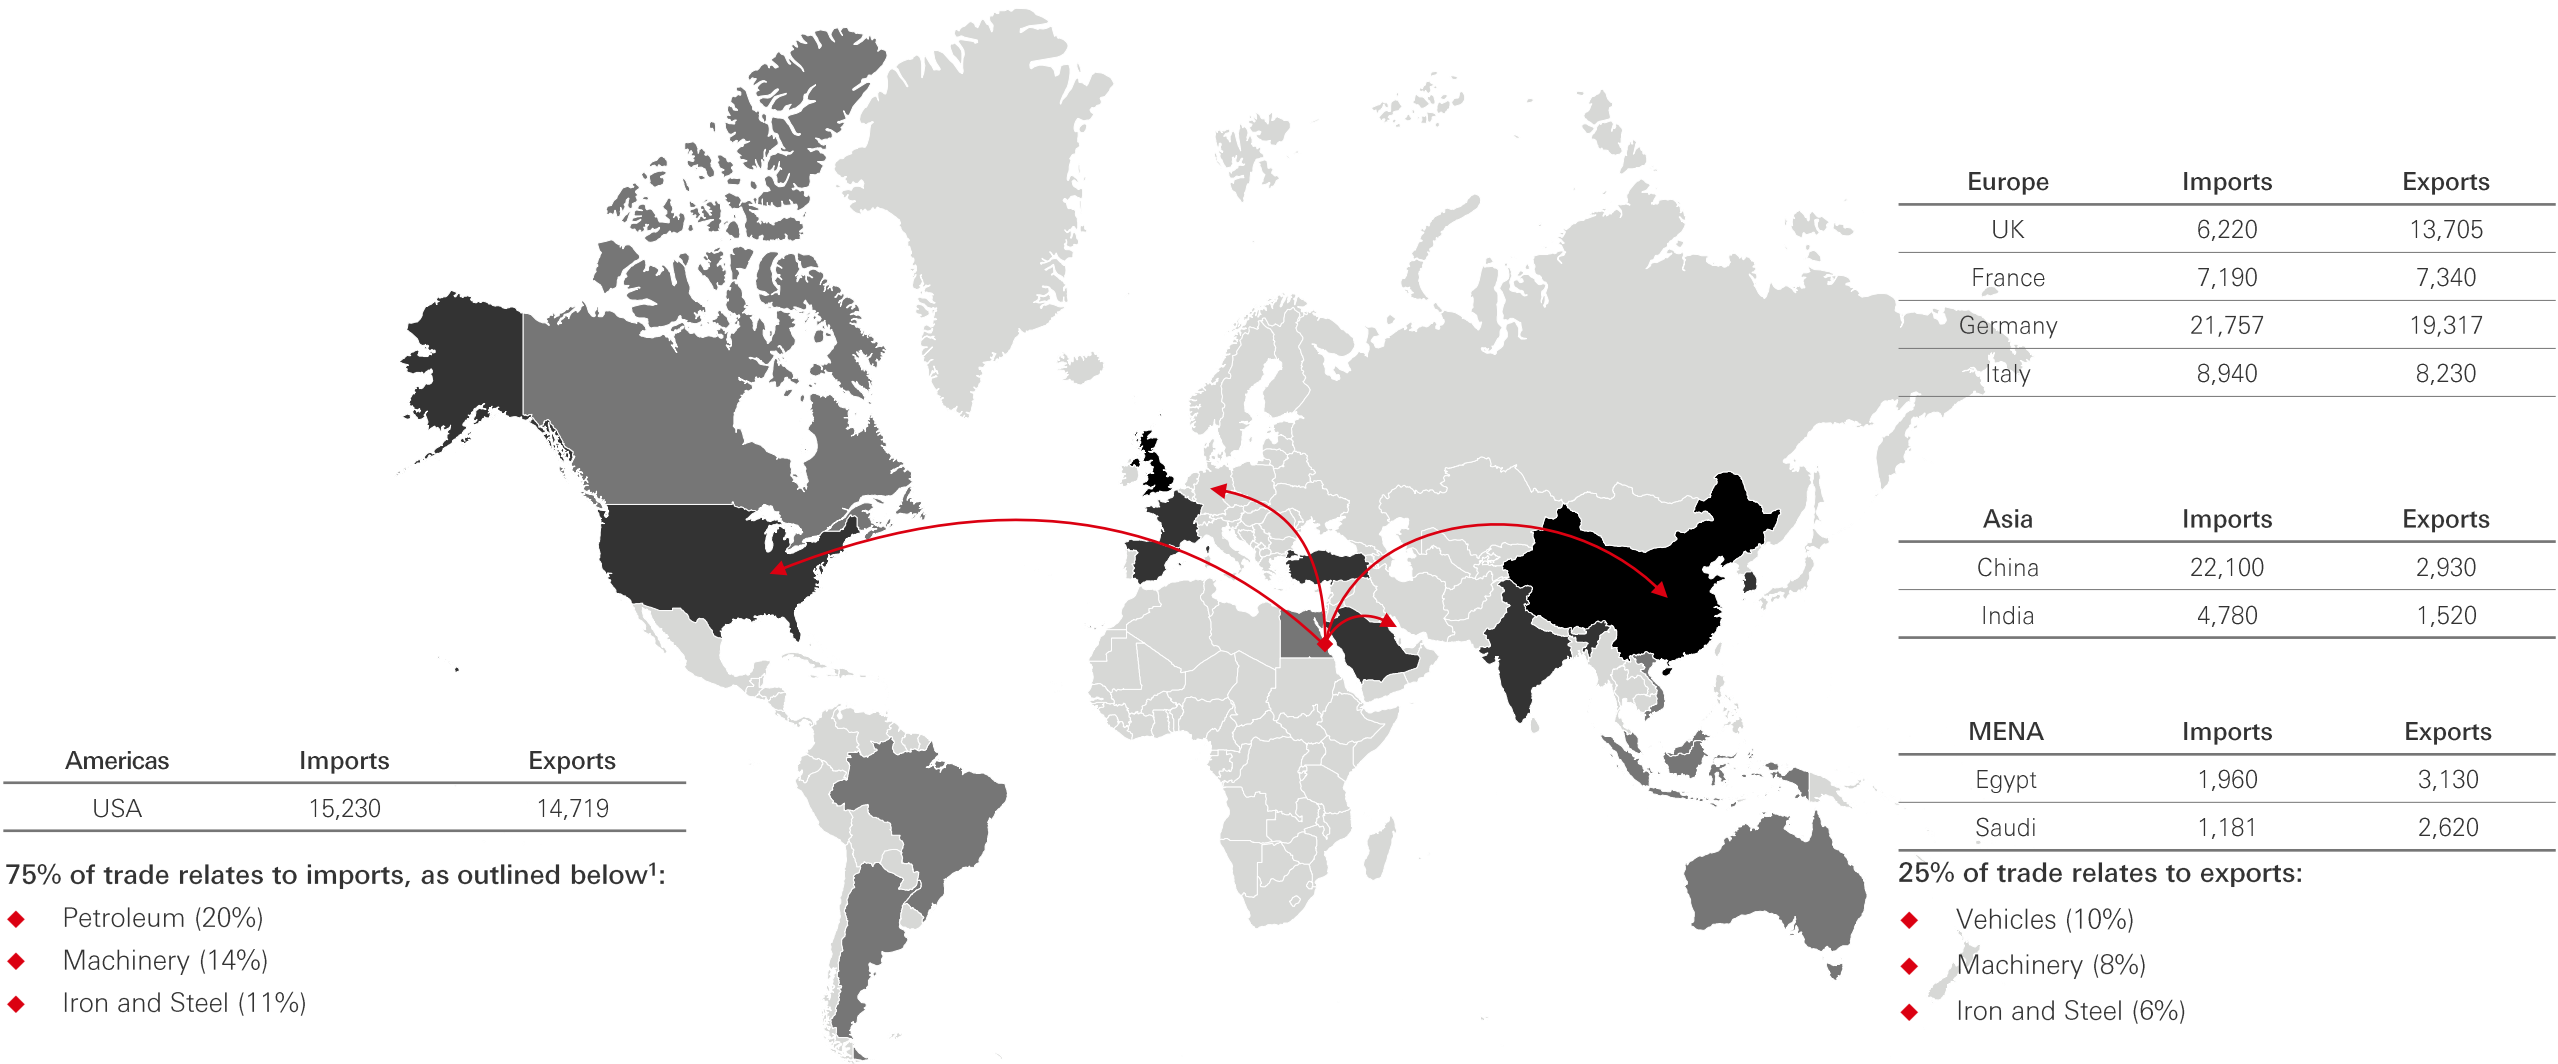 Europe Imports Exports
UK 6,220 13,705
France 7,190 7,340
Germany 21,757 19,317
Italy 8,940 8,230
Asia Imports Exports
China 22,100 2,930
India 4,780 1,520
MENA Imports Exports
Egypt 1,960 3,130
Saudi 1,181 2,620
Americas Imports Exports
USA 15,230 14,719
75% of trade relates to imports, as outlined below¹:
Petroleum (20%)
Machinery (14%)
Iron and Steel (11%)
25% of trade relates to exports:
Vehicles (10%)
Machinery (8%)
Iron and Steel (6%)